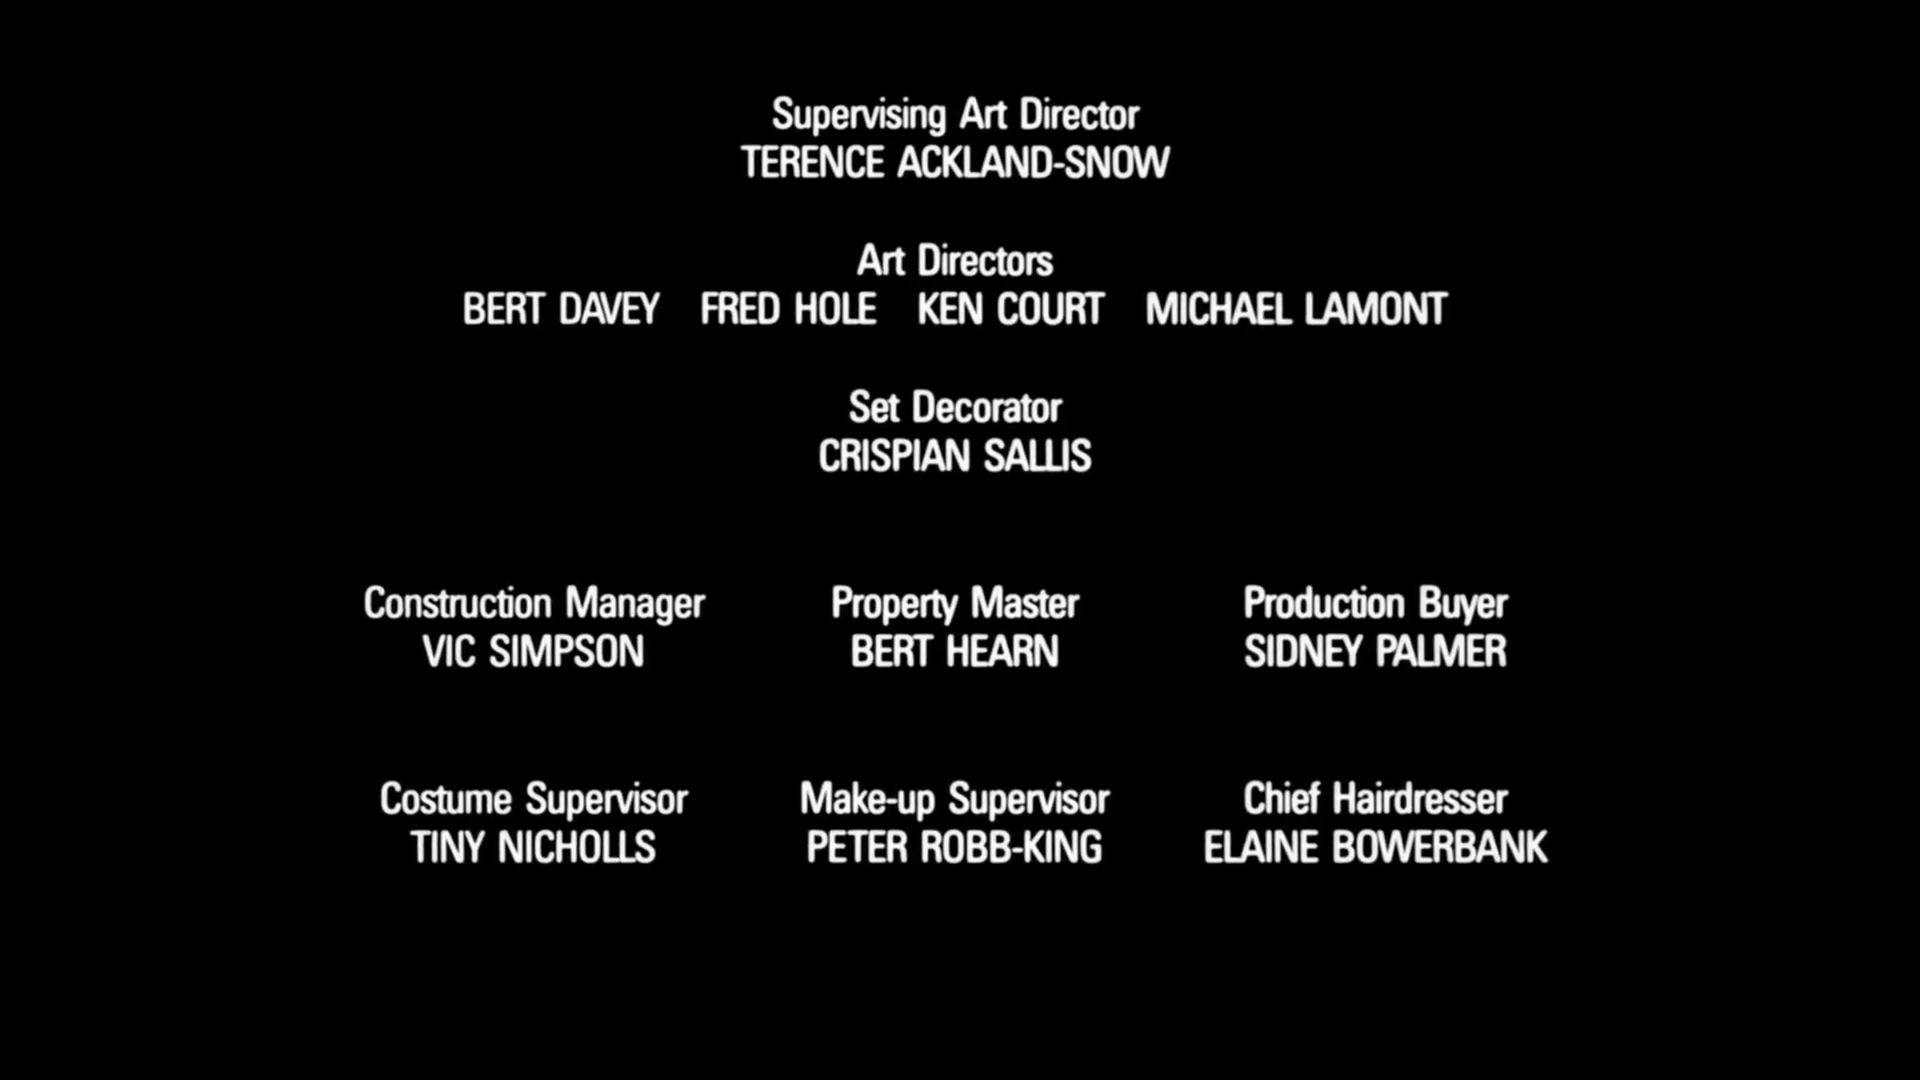 Supervising Art Director
TERENCE ACKLAND-SNOW
Art Directors
BERT DAVEY FRED HOLE KEN COURT MICHAEL LAMONT
Set Decorator
CRISPIAN SALLIS
Construction Manager
VIC SIMPSON
Property Master
BERT HEARN
Production Buyer
SIDNEY PALMER
Costume Supervisor
TINY NICHOLLS
Make-up Supervisor
PETER ROBB-KING
Chief Hairdresser
ELAINE BOWERBANK